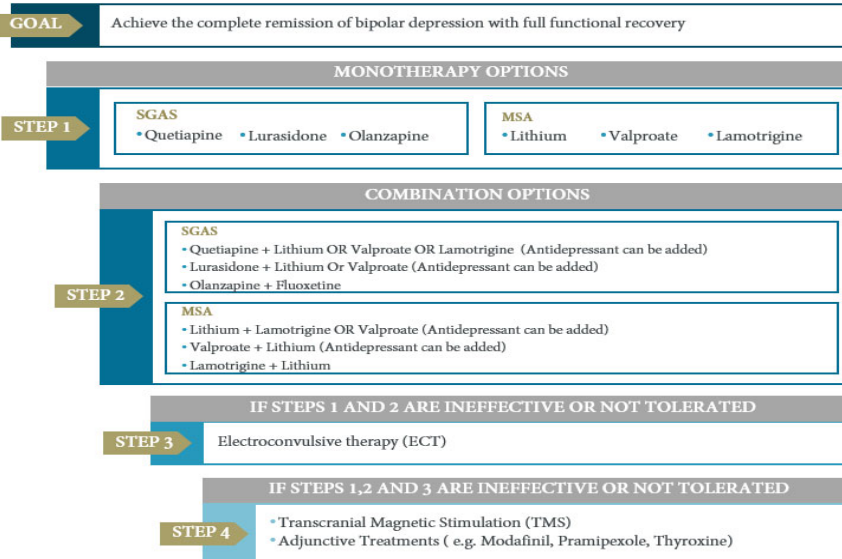 GOAL
Achieve the complete remission of bipolar depression with full functional recovery
MONOTHERAPY OPTIONS
STEP 1
SGAS
• Quetiapine • Lurasidone • Olanzapine
MSA
• Lithium • Valproate • Lamotrigine
COMBINATION OPTIONS
STEP 2
SGAS
• Quetiapine + Lithium OR Valproate OR Lamotrigine (Antidepressant can be added)
• Lurasidone + Lithium Or Valproate (Antidepressant can be added)
• Olanzapine + Fluoxetine
MSA
• Lithium + Lamotrigine OR Valproate (Antidepressant can be added)
• Valproate + Lithium (Antidepressant can be added)
• Lamotrigine + Lithium
IF STEPS 1 AND 2 ARE INEFFECTIVE OR NOT TOLERATED
STEP 3
Electroconvulsive therapy (ECT)
IF STEPS 1,2 AND 3 ARE INEFFECTIVE OR NOT TOLERATED
STEP 4
• Transcranial Magnetic Stimulation (TMS)
• Adjunctive Treatments ( e.g. Modafinil, Pramipexole, Thyroxine)